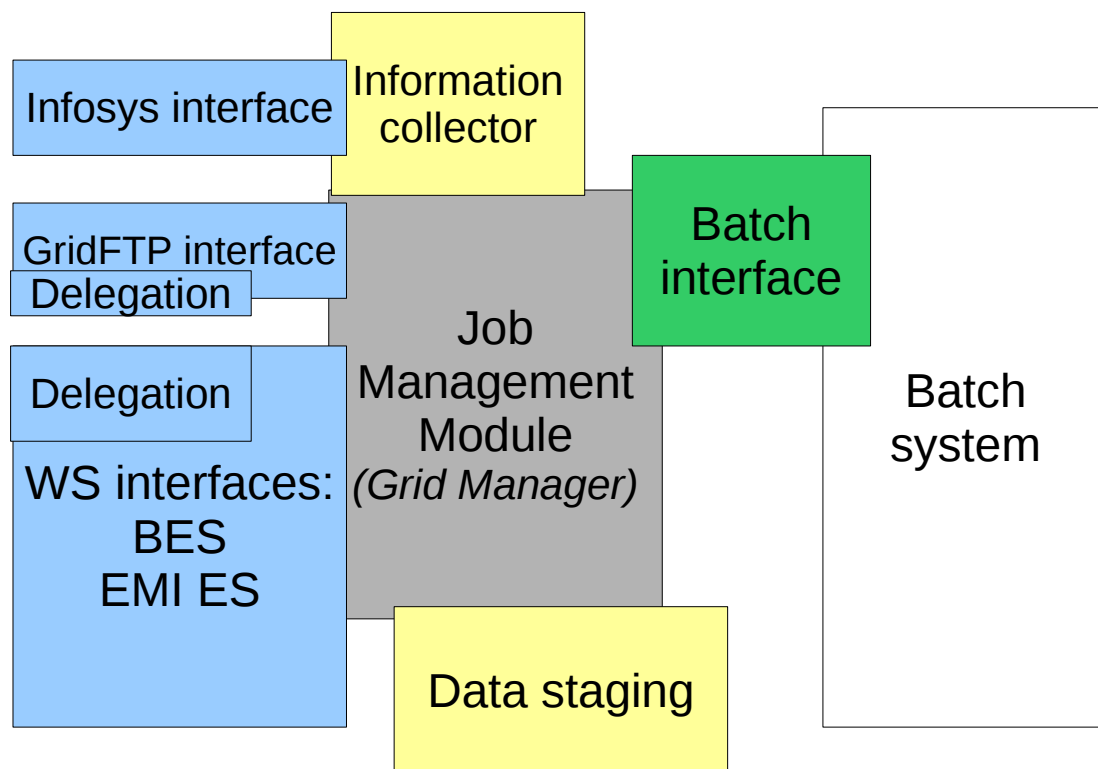 Infosys interface
Information
collector
GridFTP interface
Delegation
Delegation
WS interfaces:
BES
EMI ES
Job
Management
Module
(Grid Manager)
Batch
interface
Batch
system
Data staging